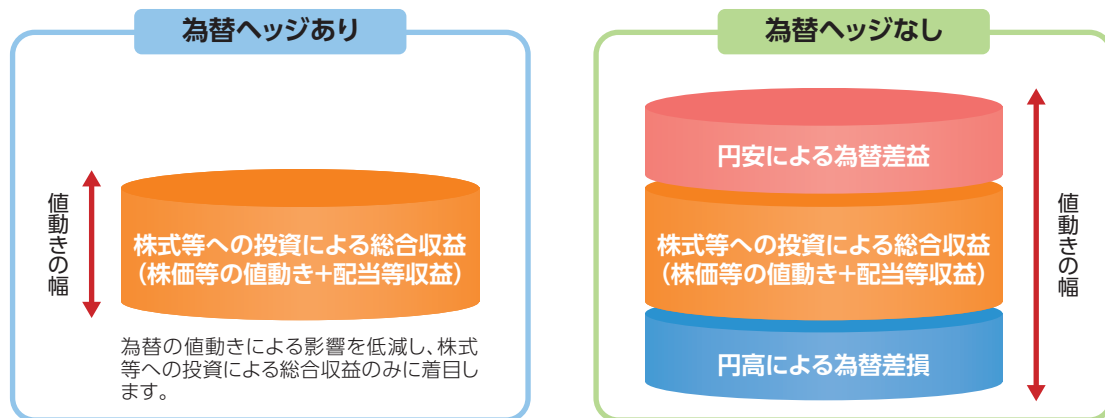 為替ヘッジあり
値動きの幅
株式等への投資による総合収益
(株価等の値動き+配当等収益)
為替の値動きによる影響を低減し、株式
等への投資による総合収益のみに着目し
ます。
為替ヘッジなし
円安による為替差益
株式等への投資による総合収益
(株価等の値動き+配当等収益)
円高による為替差損
値動きの幅